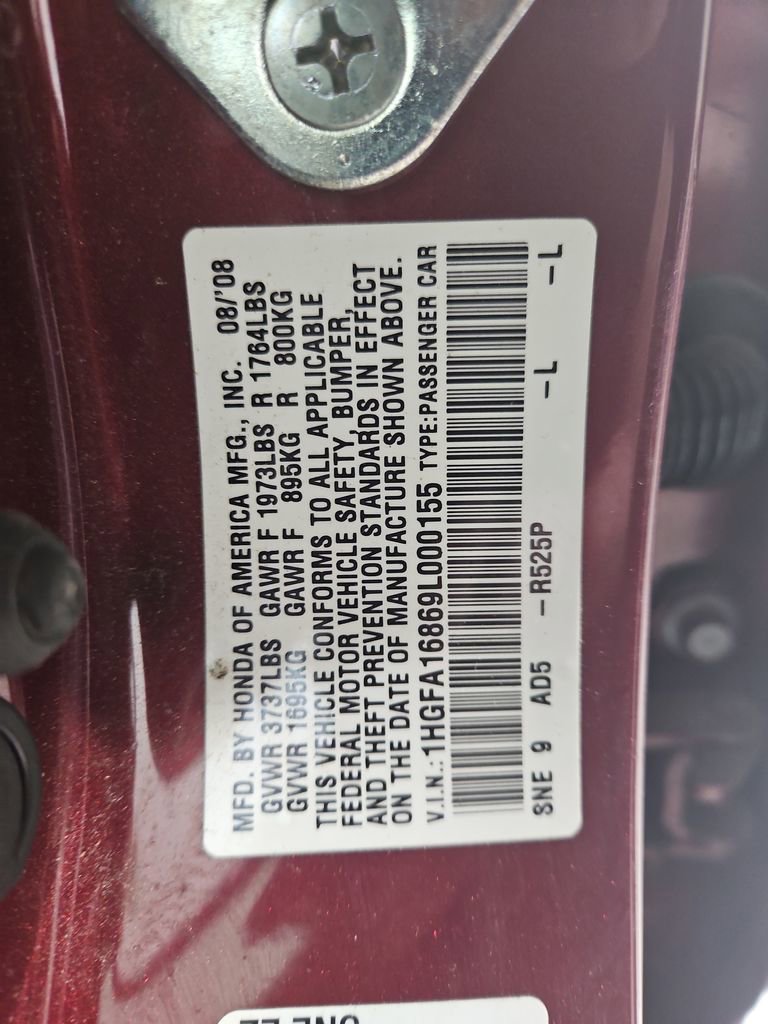 MFD. BY HONDA OF AMERICA MFG., INC. 08/'08
GVWR 3737LBS GAWR F 1973LBS R 1764LBS
GVWR 1695KG GAWR F 895KG R 800KG
THIS VEHICLE CONFORMS TO ALL APPLICABLE
FEDERAL MOTOR VEHICLE SAFETY, BUMPER,
AND THEFT PREVENTION STANDARDS IN EFFECT
ON THE DATE OF MANUFACTURE SHOWN ABOVE.
V.I.N.: 1HGFA16869L000155 TYPE:PASSENGER CAR
SNE 9 AD5 -R525P -L -L